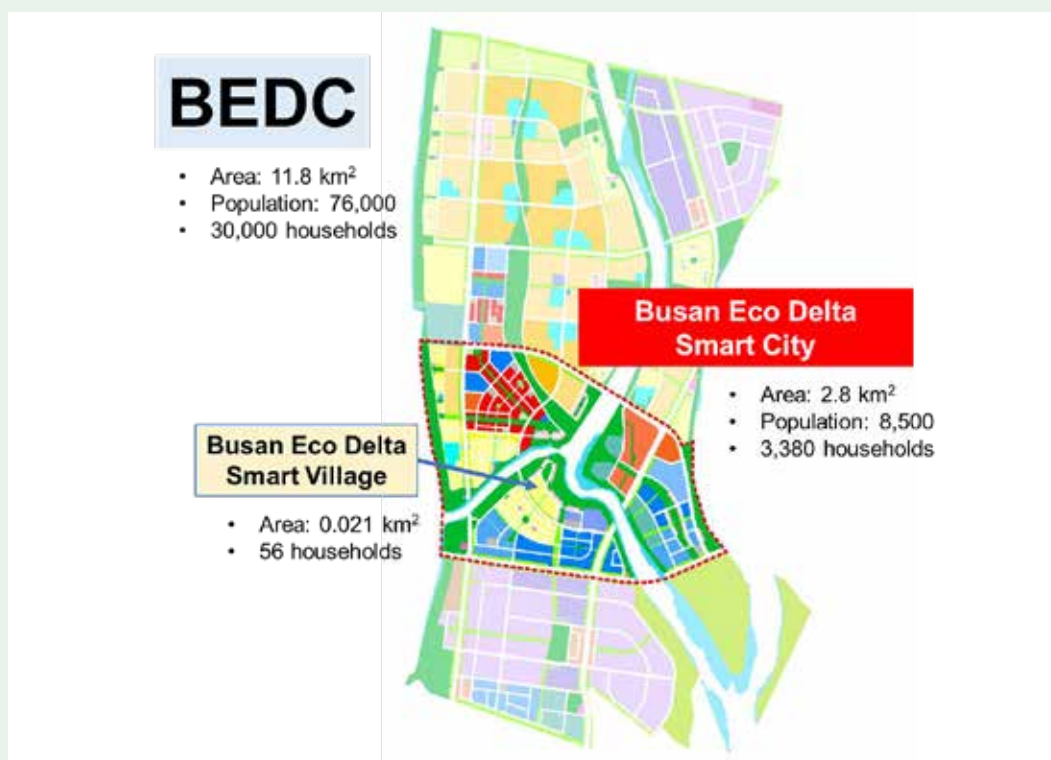 BEDC
• Area: 11.8 km²
• Population: 76,000
• 30,000 households
Busan Eco Delta
Smart City
• Area: 2.8 km²
• Population: 8,500
• 3,380 households
Busan Eco Delta
Smart Village
• Area: 0.021 km²
• 56 households